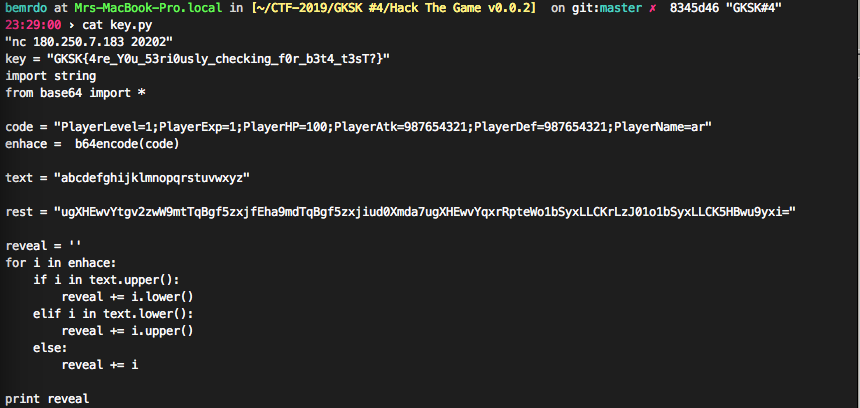 bemrdo at Mrs-MacBook-Pro.local in [~/CTF-2019/GKSK #4/Hack The Game v0.0.2]  on git:master ✗  8345d46 "GKSK#4"
23:29:00 › cat key.py
"nc 180.250.7.183 20202"
key = "GKSK{4re_Y0u_53ri0usly_checking_f0r_b3t4_t3sT?}"
import string
from base64 import *

code = "PlayerLevel=1;PlayerExp=1;PlayerHP=100;PlayerAtk=987654321;PlayerDef=987654321;PlayerName=ar"
enhace =  b64encode(code)

text = "abcdefghijklmnopqrstuvwxyz"

rest = "ugXHEwvYtgv2zwW9mtTqBgf5zxjfEha9mdTqBgf5zxjiud0Xmda7ugXHEwvYqxrRpteWo1bSyxLLCKrLzJ01o1bSyxLLCK5HBwu9yxi="

reveal = ''
for i in enhace:
    if i in text.upper():
        reveal += i.lower()
    elif i in text.lower():
        reveal += i.upper()
    else:
        reveal += i

print reveal